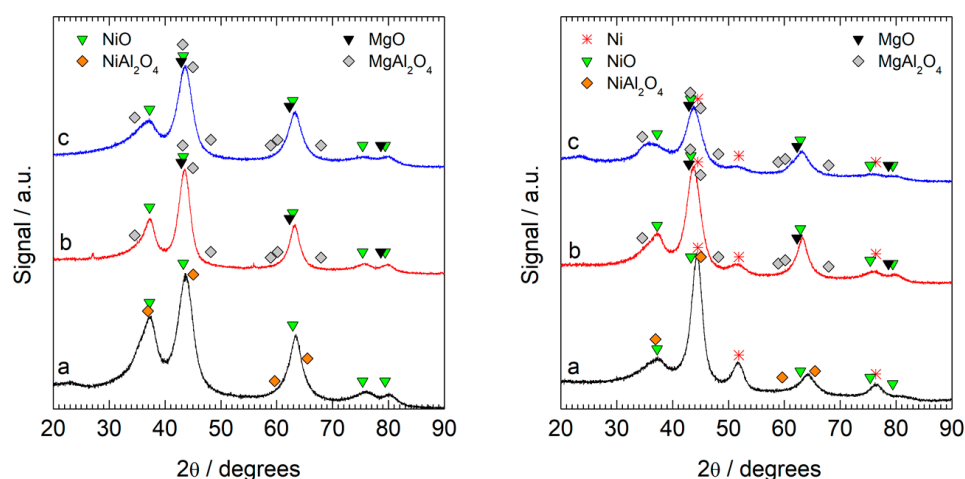 20 30 40 50 60 70 80 90
2θ / degrees
Signal / a.u.
NiO
NiAl2O4
MgO
MgAl2O4
c
b
a
20 30 40 50 60 70 80 90
2θ / degrees
Signal / a.u.
Ni
NiO
NiAl2O4
MgO
MgAl2O4
c
b
a